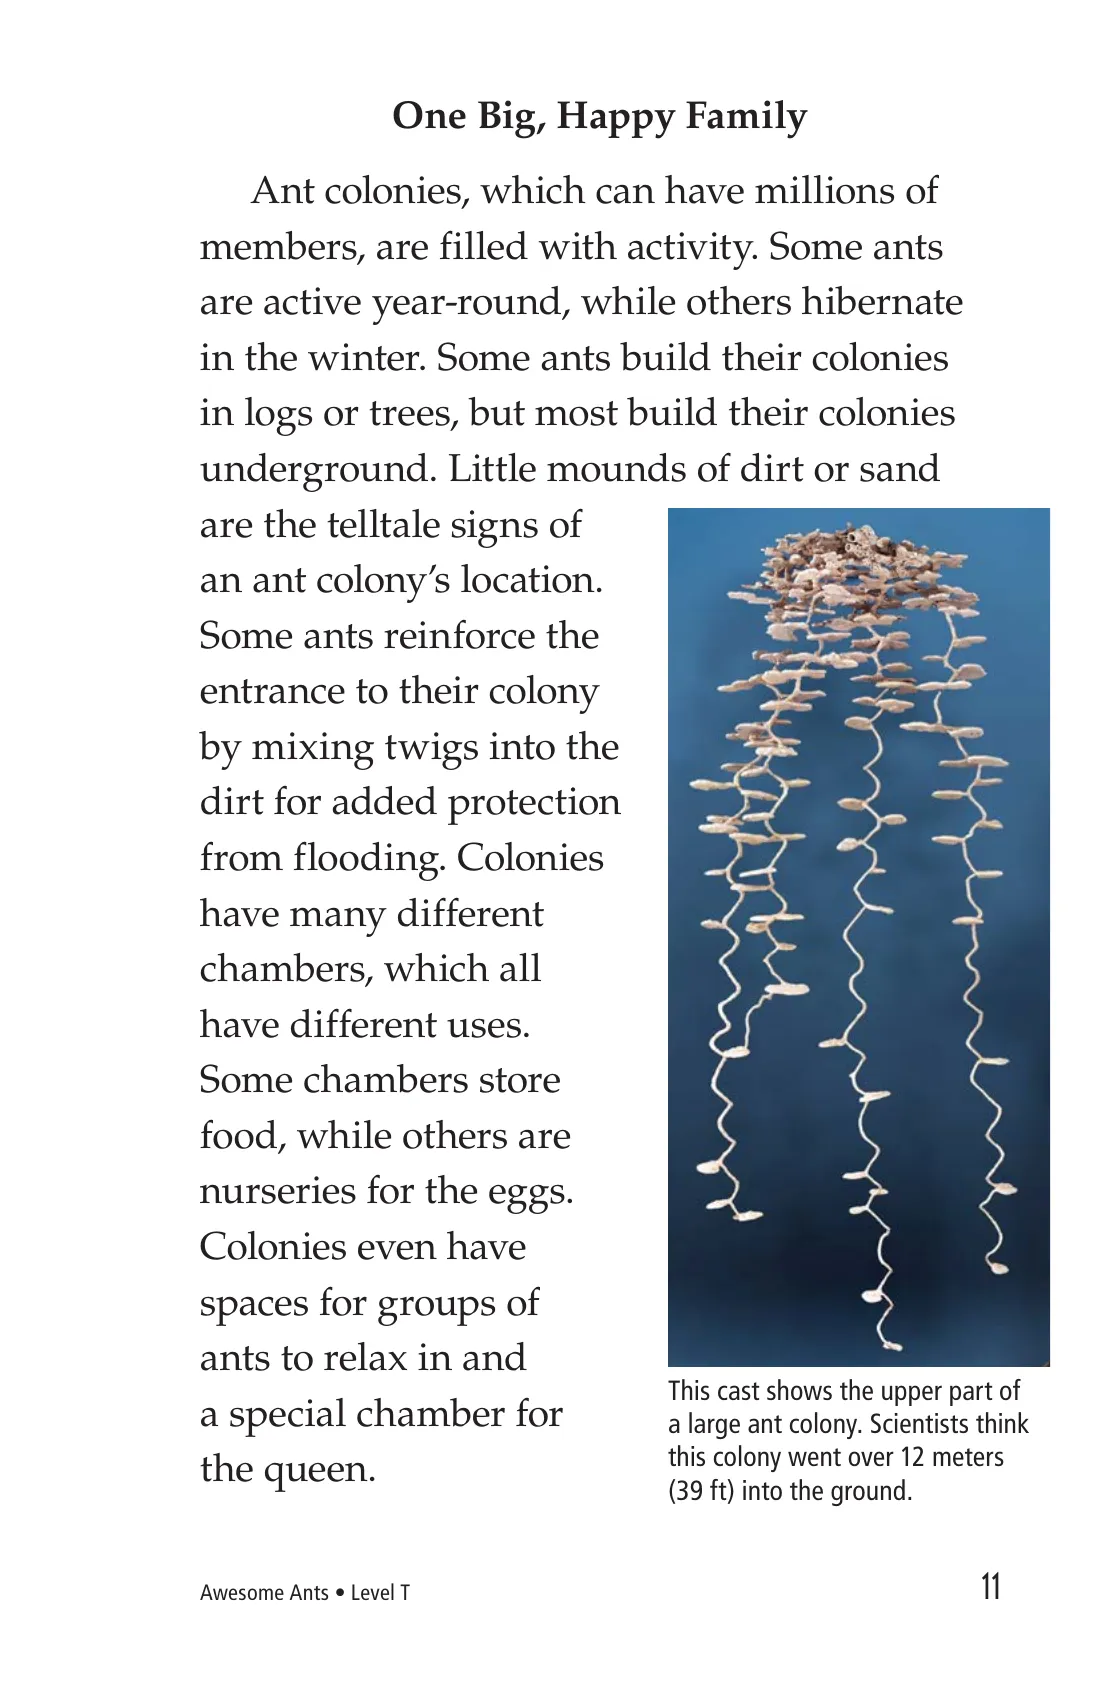 One Big, Happy Family
Ant colonies, which can have millions of
members, are filled with activity. Some ants
are active year-round, while others hibernate
in the winter. Some ants build their colonies
in logs or trees, but most build their colonies
underground. Little mounds of dirt or sand
are the telltale signs of
an ant colony’s location.
Some ants reinforce the
entrance to their colony
by mixing twigs into the
dirt for added protection
from flooding. Colonies
have many different
chambers, which all
have different uses.
Some chambers store
food, while others are
nurseries for the eggs.
Colonies even have
spaces for groups of
ants to relax in and
a special chamber for
the queen.
This cast shows the upper part of
a large ant colony. Scientists think
this colony went over 12 meters
(39 ft) into the ground.
Awesome Ants • Level T
11